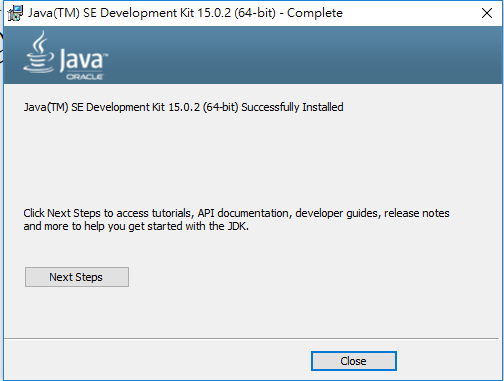 Java(TM) SE Development Kit 15.0.2 (64-bit) - Complete
Java™
ORACLE
Java(TM) SE Development Kit 15.0.2 (64-bit) Successfully Installed
Click Next Steps to access tutorials, API documentation, developer guides, release notes
and more to help you get started with the JDK.
Next Steps
Close